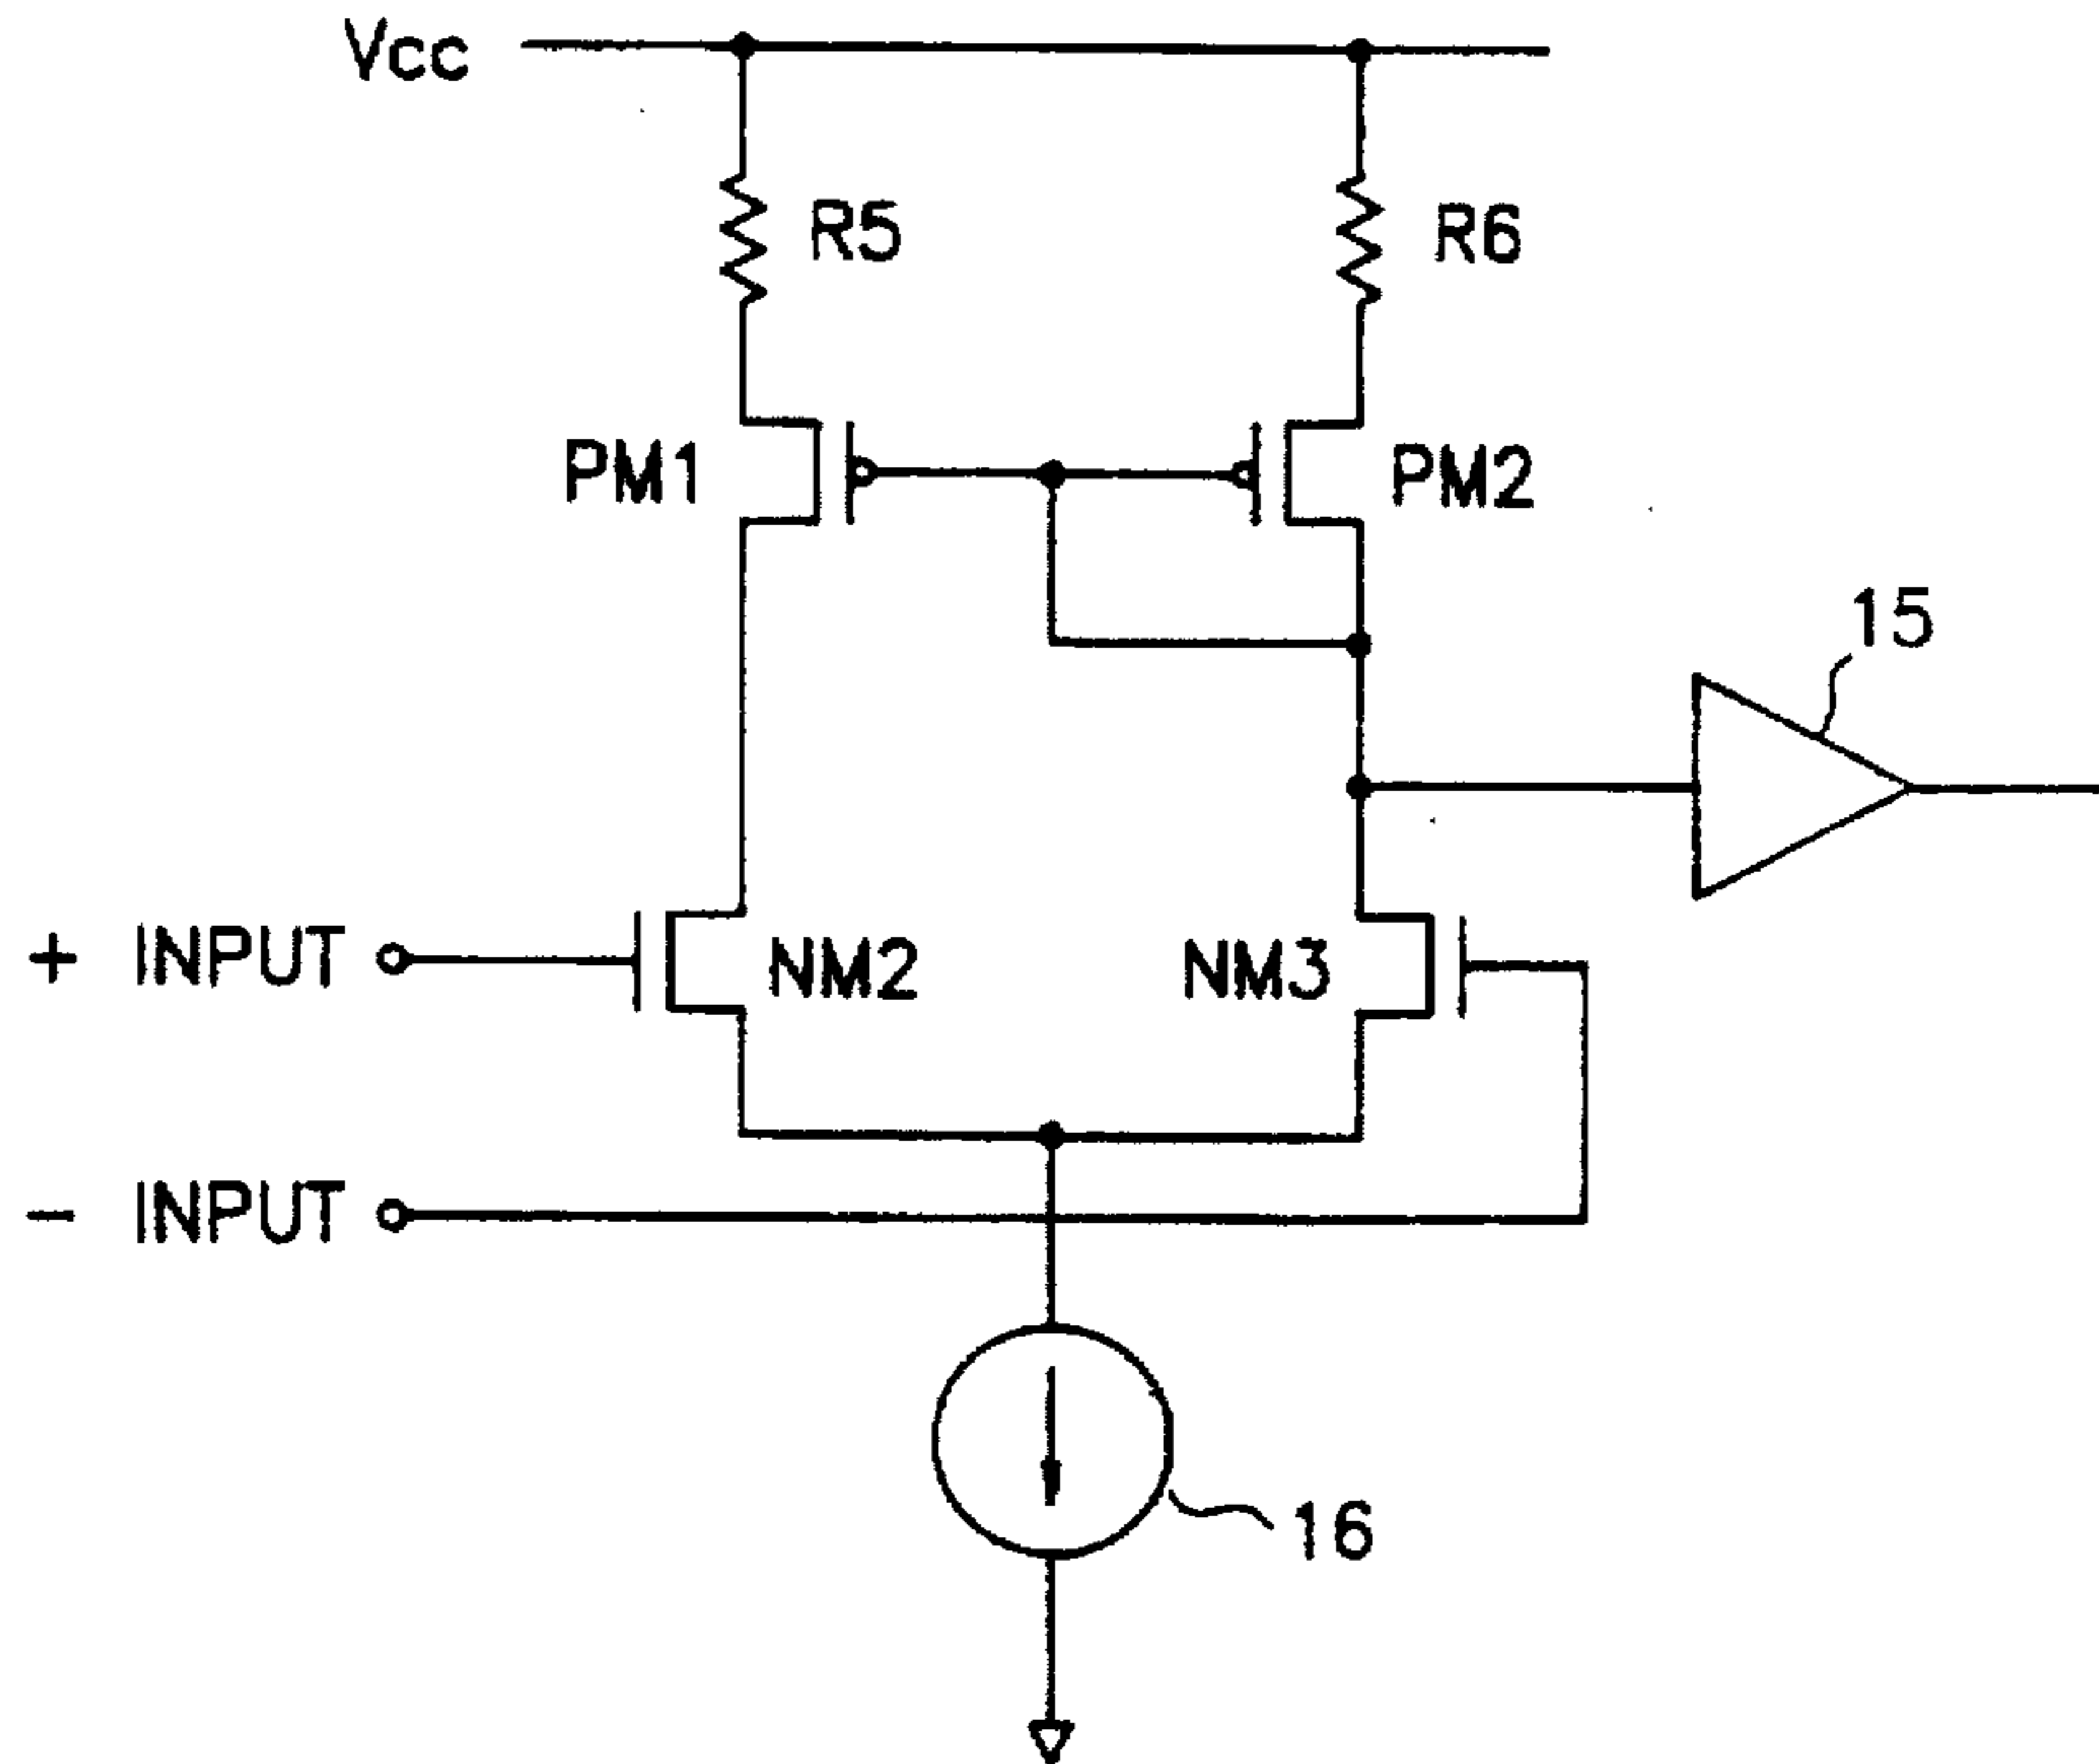 Vcc
R5
R6
PM1
PM2
15
+ INPUT
NM2
NM3
- INPUT
16